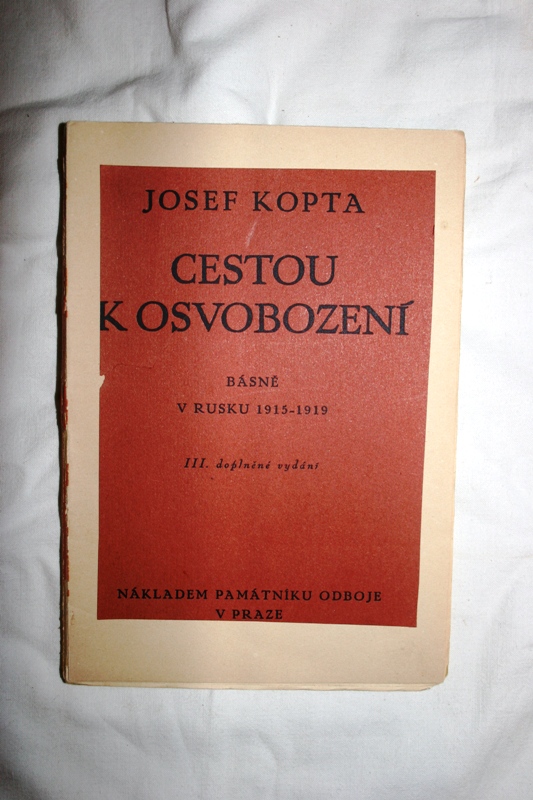 JOSEF KOPTA
CESTOU
K OSVOBOZENÍ
BÁSNĚ
V RUSKU 1915-1919
III. doplněné vydání
NÁKLADEM PAMÁTNÍKU ODBOJE
V PRAZE